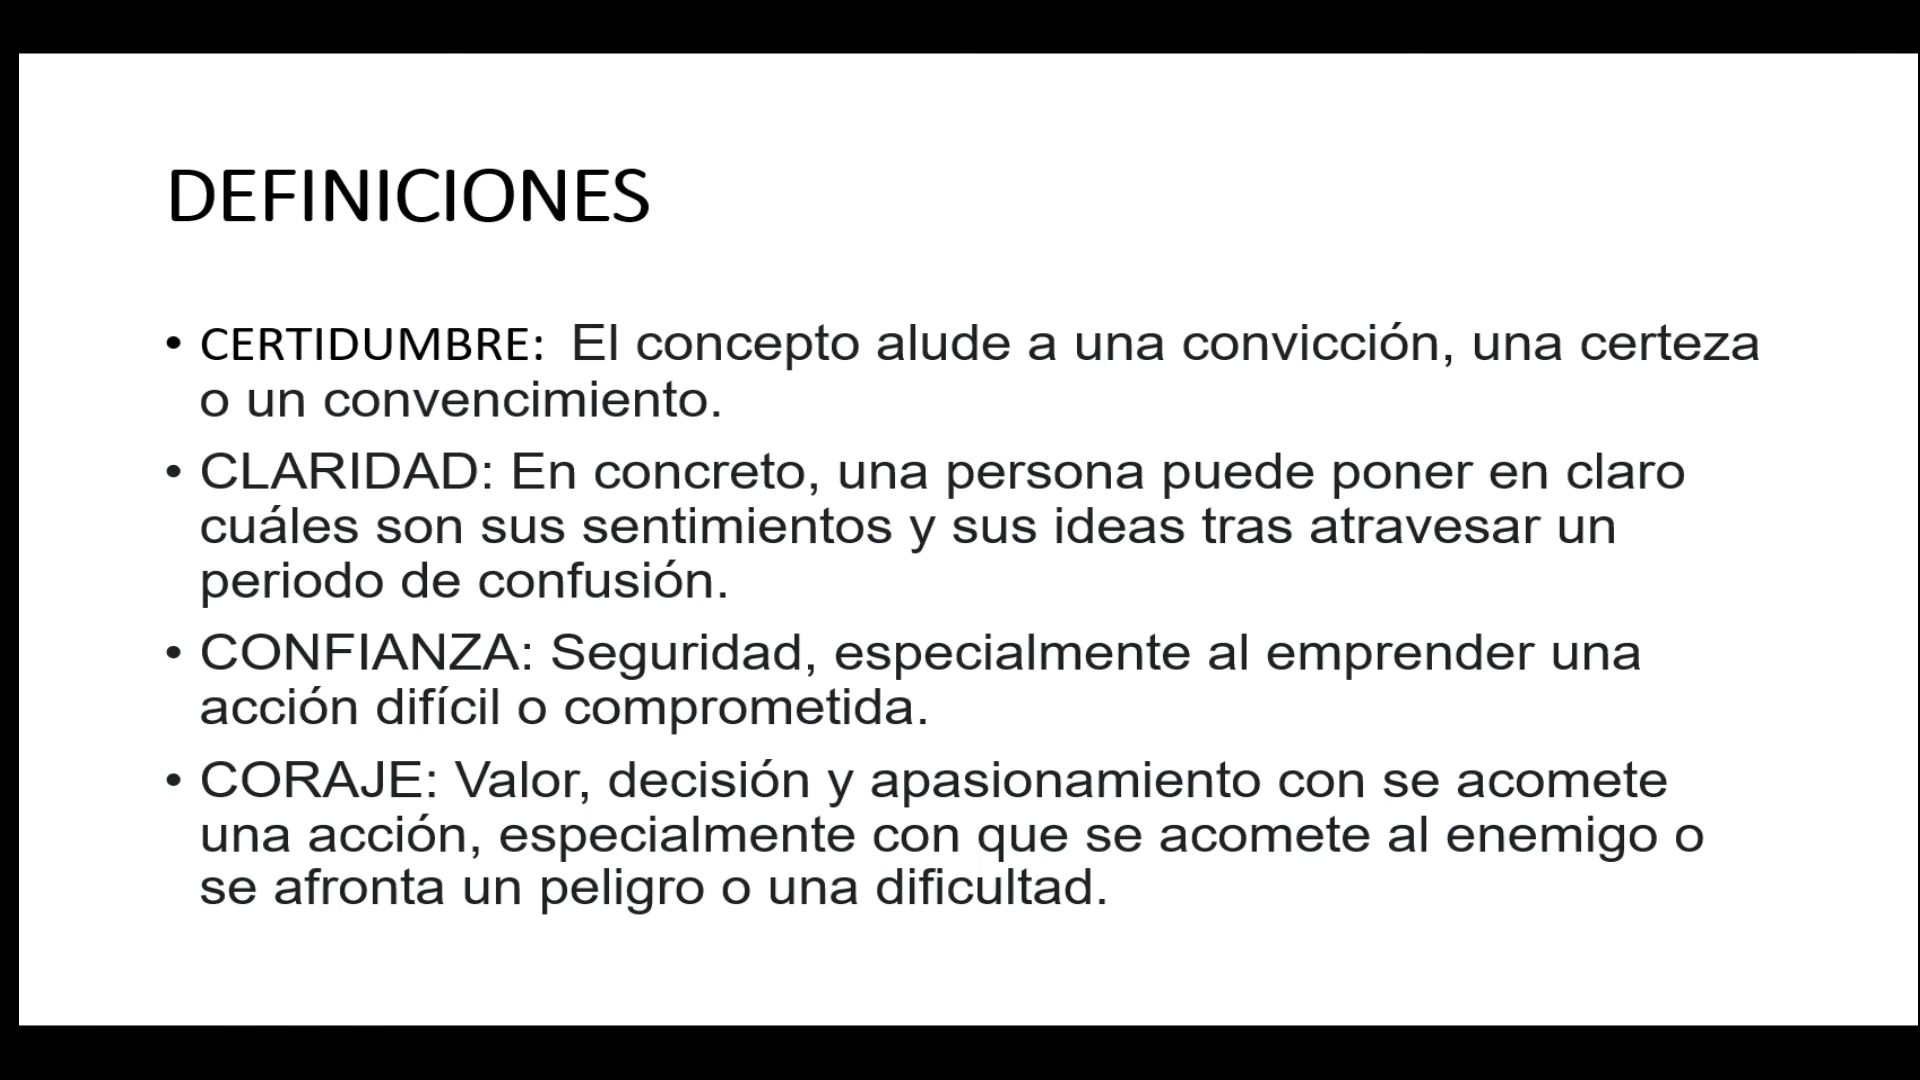 DEFINICIONES
• CERTIDUMBRE:  El concepto alude a una convicción, una certeza
o un convencimiento.
• CLARIDAD: En concreto, una persona puede poner en claro
cuáles son sus sentimientos y sus ideas tras atravesar un
periodo de confusión.
• CONFIANZA: Seguridad, especialmente al emprender una
acción difícil o comprometida.
• CORAJE: Valor, decisión y apasionamiento con se acomete
una acción, especialmente con que se acomete al enemigo o
se afronta un peligro o una dificultad.